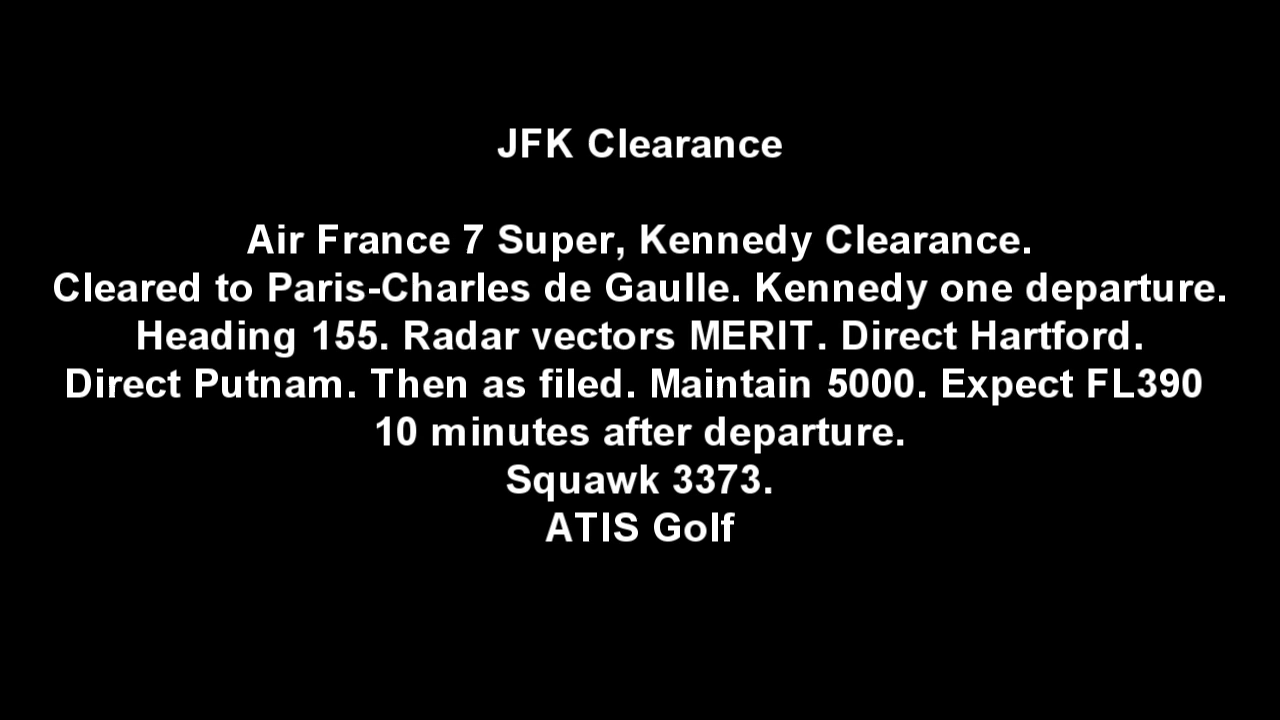 JFK Clearance
Air France 7 Super, Kennedy Clearance.
Cleared to Paris-Charles de Gaulle. Kennedy one departure.
Heading 155. Radar vectors MERIT. Direct Hartford.
Direct Putnam. Then as filed. Maintain 5000. Expect FL390
10 minutes after departure.
Squawk 3373.
ATIS Golf